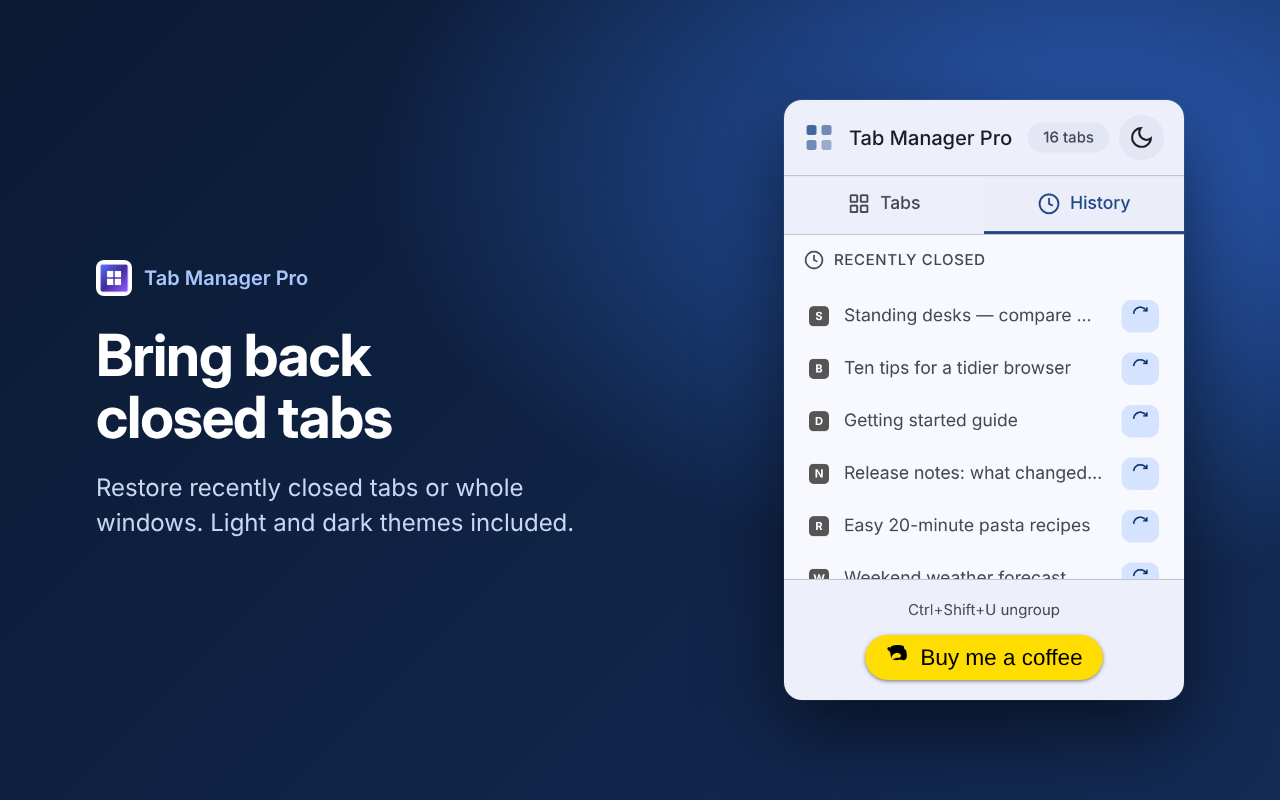 Tab Manager Pro
Bring back
closed tabs
Restore recently closed tabs or whole
windows. Light and dark themes included.
Tab Manager Pro
16 tabs
Tabs
History
RECENTLY CLOSED
S
Standing desks — compare ...
B
Ten tips for a tidier browser
D
Getting started guide
N
Release notes: what changed...
R
Easy 20-minute pasta recipes
W
Weekend weather forecast
Ctrl+Shift+U ungroup
Buy me a coffee